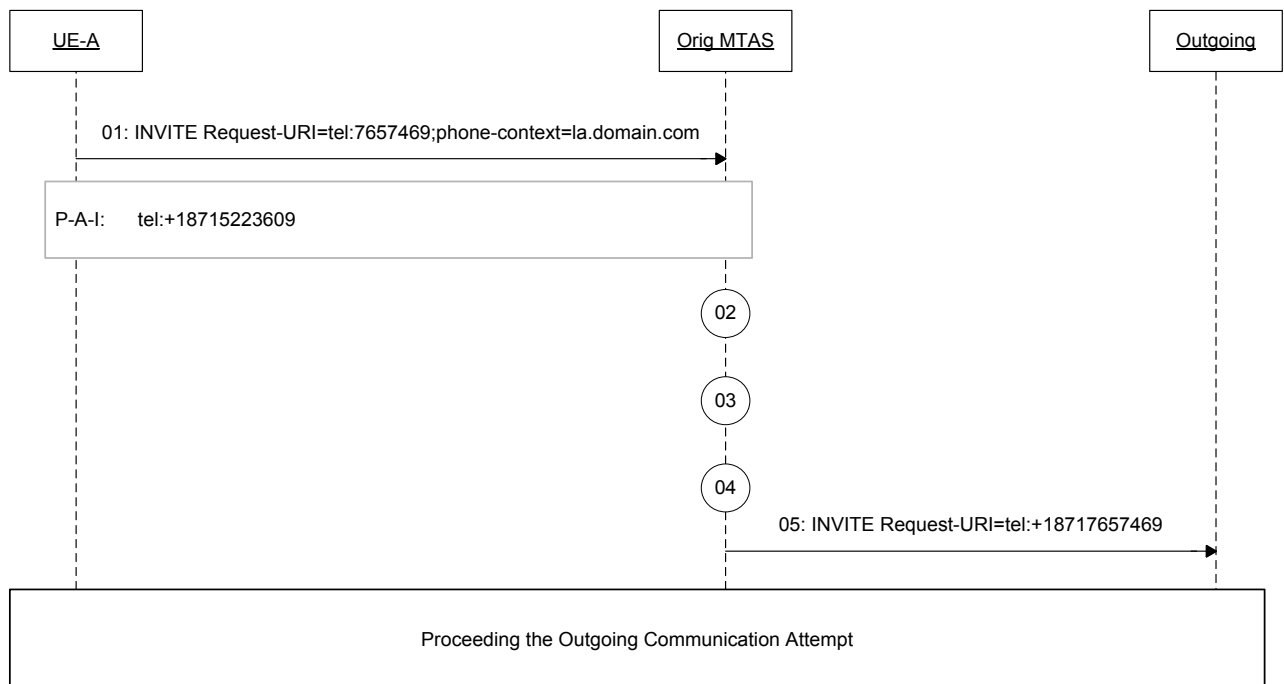 UE-A
Orig MTAS
Outgoing
01: INVITE Request-URI=tel:7657469;phone-context=la.domain.com
P-A-I: tel:+18715223609
02
03
04
05: INVITE Request-URI=tel:+18717657469
Proceeding the Outgoing Communication Attempt